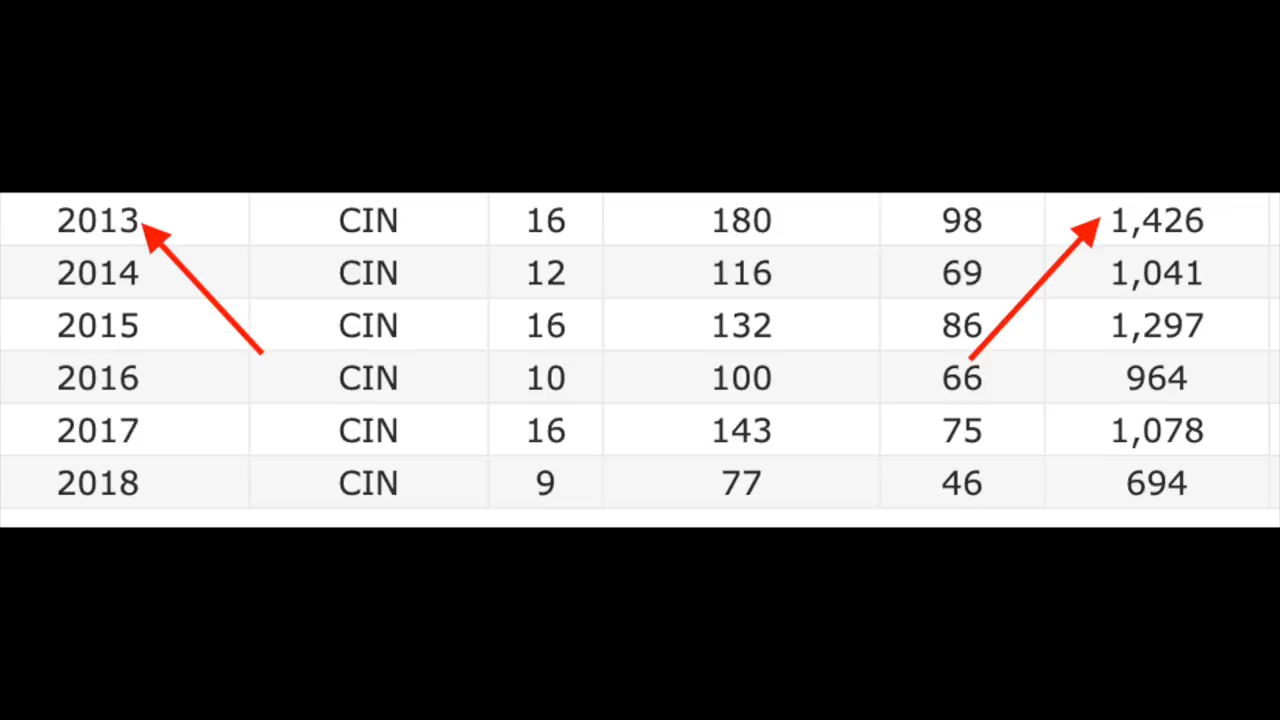 2013 CIN 16 180 98 1,426
2014 CIN 12 116 69 1,041
2015 CIN 16 132 86 1,297
2016 CIN 10 100 66 964
2017 CIN 16 143 75 1,078
2018 CIN 9 77 46 694